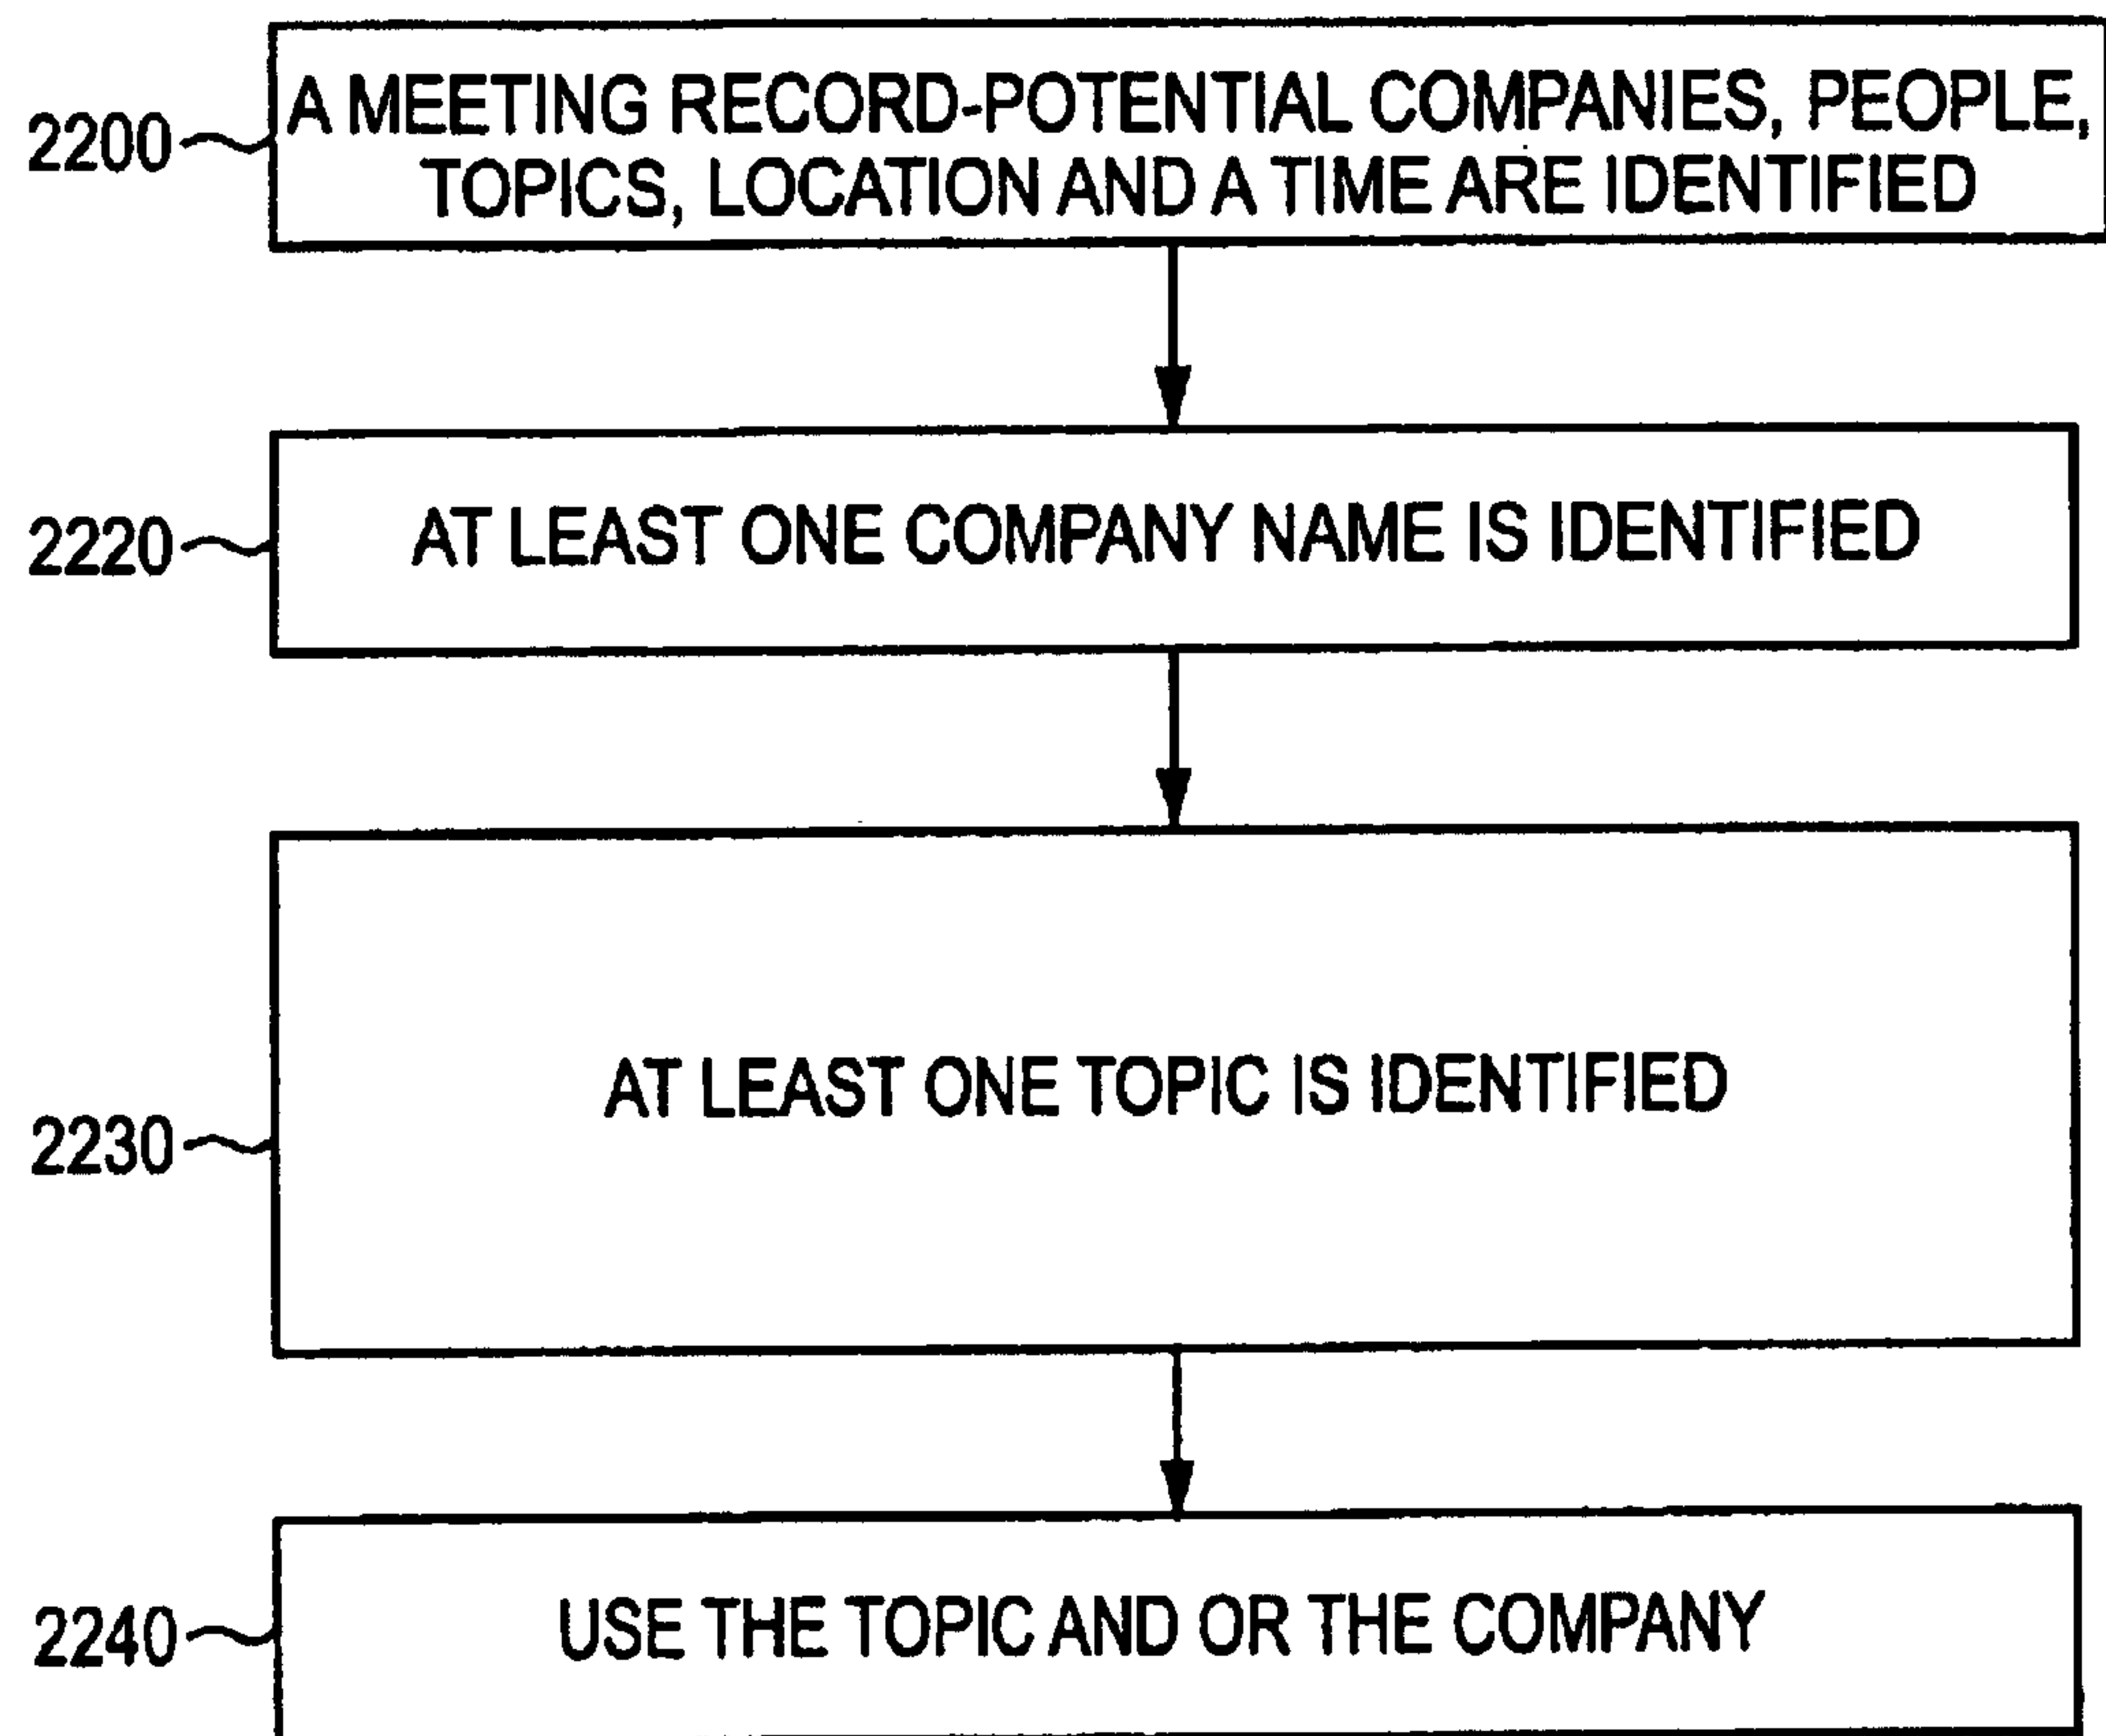 2200
A MEETING RECORD-POTENTIAL COMPANIES, PEOPLE,
TOPICS, LOCATION AND A TIME ARE IDENTIFIED
2220
AT LEAST ONE COMPANY NAME IS IDENTIFIED
2230
AT LEAST ONE TOPIC IS IDENTIFIED
2240
USE THE TOPIC AND OR THE COMPANY